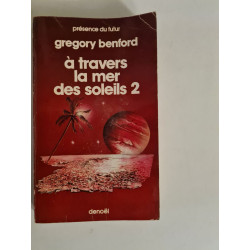 présence du futur
gregory benford
à travers
la mer
des soleils 2
denoël